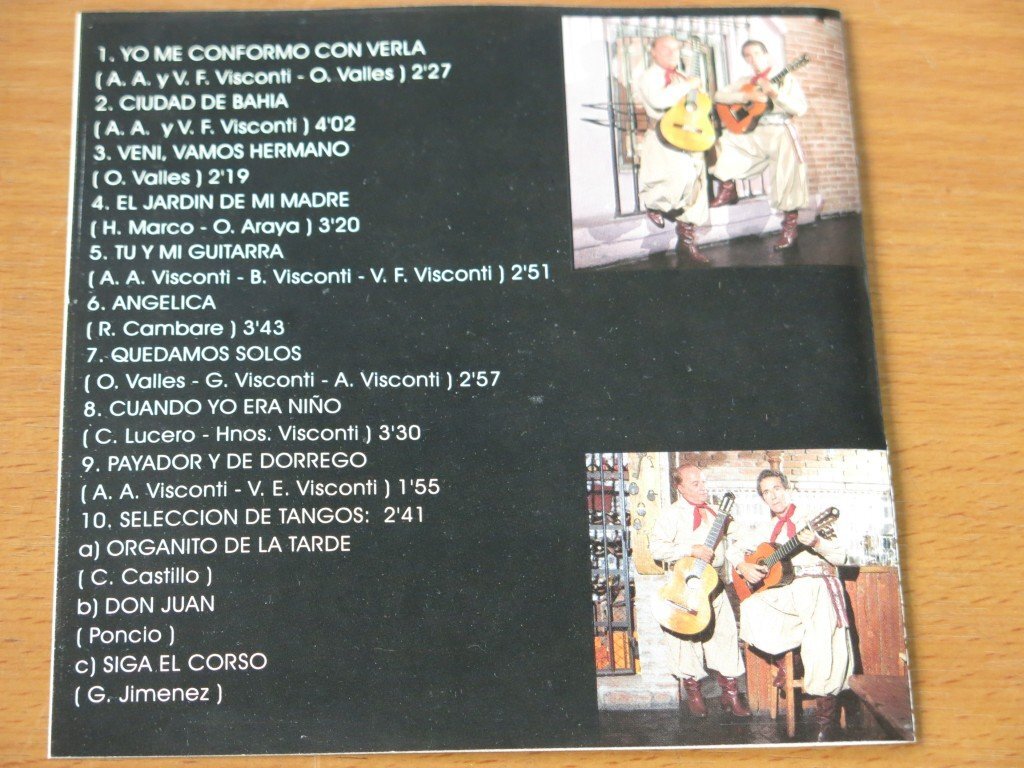 1. YO ME CONFORMO CON VERLA
( A. A. y V. F. Visconti - O. Valles ) 2'27
2. CIUDAD DE BAHIA
( A. A. y V. F. Visconti ) 4'02
3. VENI, VAMOS HERMANO
( O. Valles ) 2'19
4. EL JARDIN DE MI MADRE
( H. Marco - O. Araya ) 3'20
5. TU Y MI GUITARRA
( A. A. Visconti - B. Visconti - V. F. Visconti ) 2'51
6. ANGELICA
( R. Cambare ) 3'43
7. QUEDAMOS SOLOS
( O. Valles - G. Visconti - A. Visconti ) 2'57
8. CUANDO YO ERA NIÑO
( C. Lucero - Hnos. Visconti ) 3'30
9. PAYADOR Y DE DORREGO
( A. A. Visconti - V. E. Visconti ) 1'55
10. SELECCION DE TANGOS: 2'41
a) ORGANITO DE LA TARDE
( C. Castillo )
b) DON JUAN
( Poncio )
c) SIGA EL CORSO
( G. Jimenez )